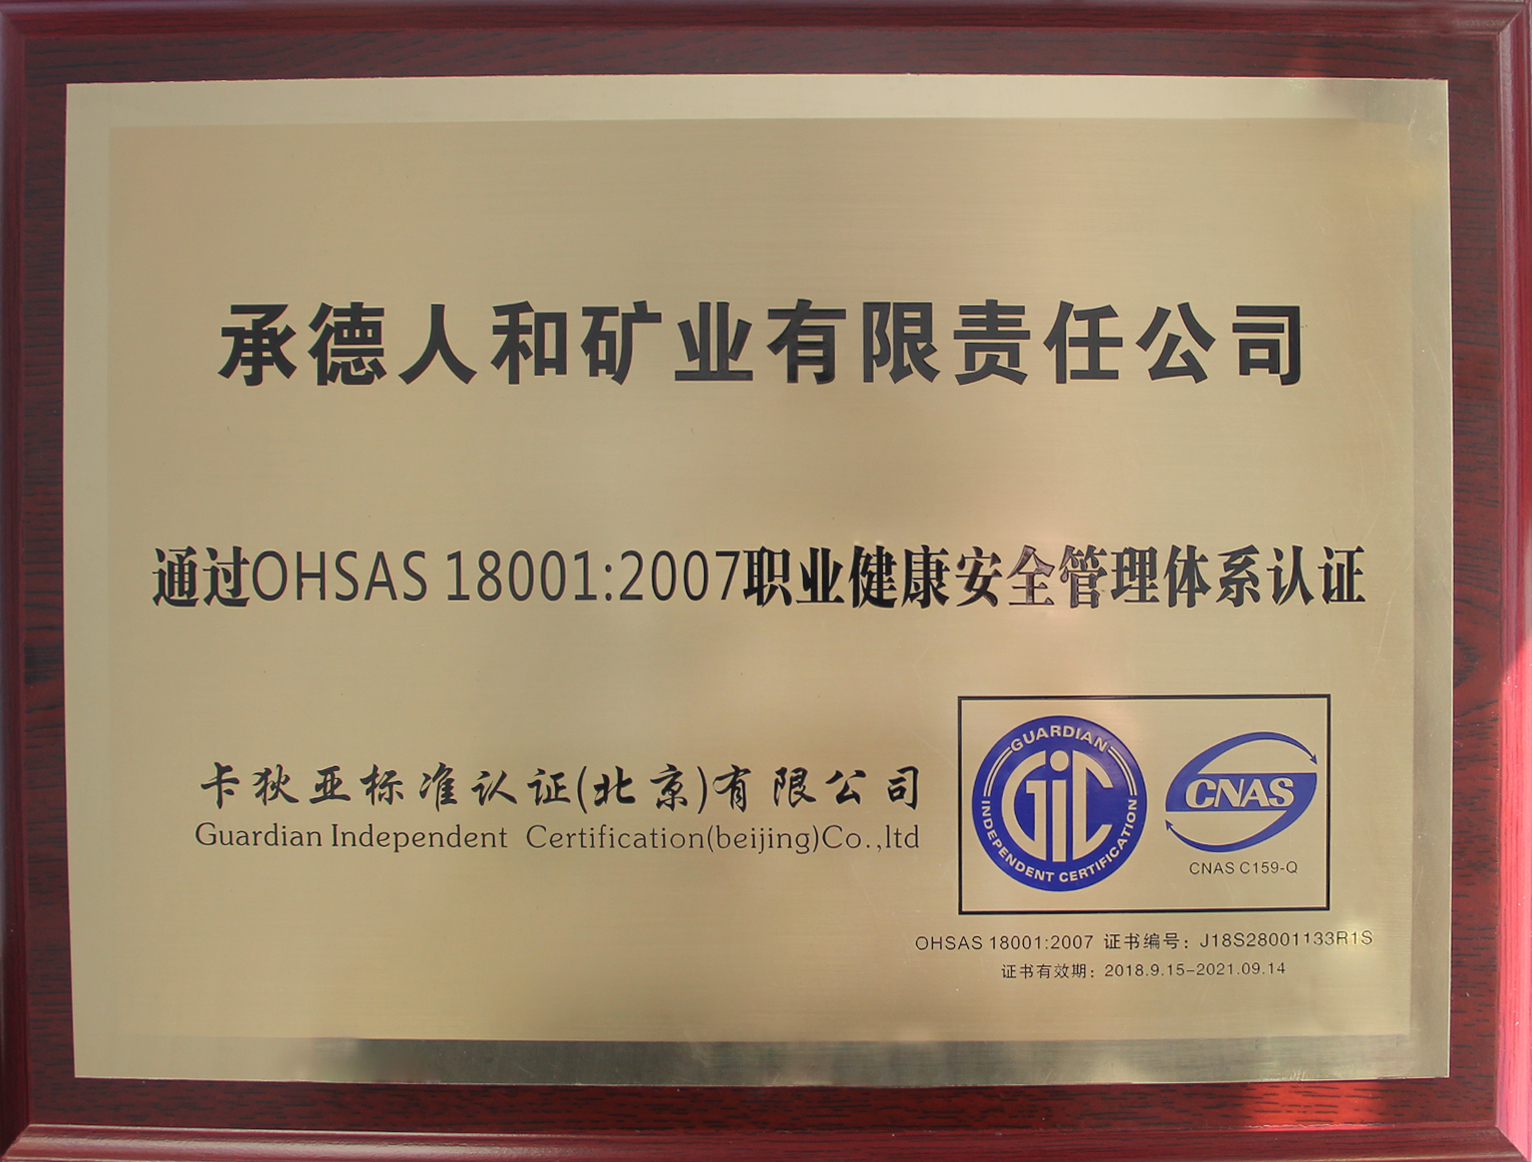 承德人和矿业有限责任公司
通过OHSAS 18001:2007职业健康安全管理体系认证
卡狄亚标准认证(北京)有限公司
Guardian Independent Certification(beijing)Co.,ltd
GUARDIAN
GIC
INDEPENDENT CERTIFICATION
CNAS
CNAS C159-Q
OHSAS 18001:2007 证书编号：J18S28001133R1S
证书有效期：2018.9.15-2021.09.14